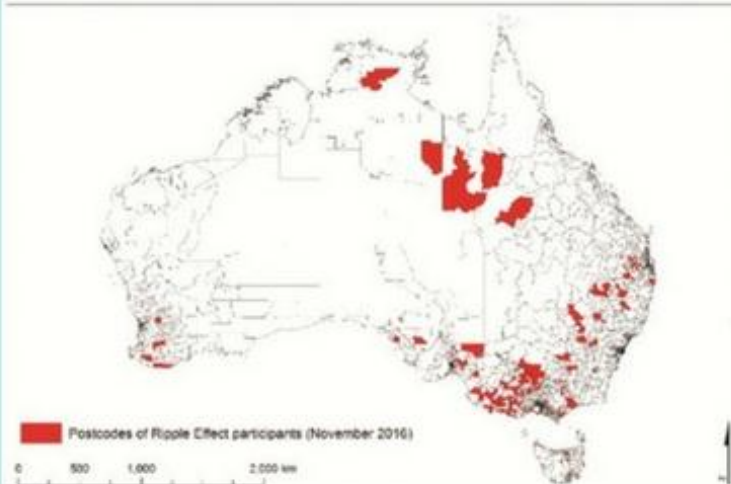 Postcodes of Ripple Effect participants (November 2016)
0 500 1,000 2,000 km